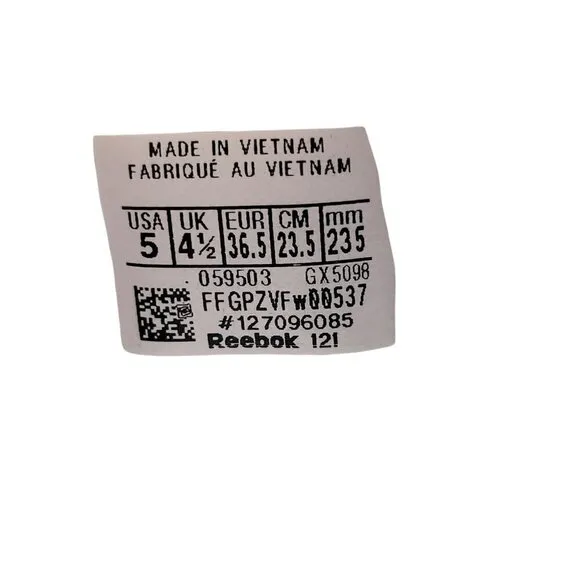 MADE IN VIETNAM
FABRIQUÉ AU VIETNAM
USA UK EUR CM mm
5 4½ 36.5 23.5 235
059503 GX5098
FFGPZVFW00537
#127096085
Reebok 121